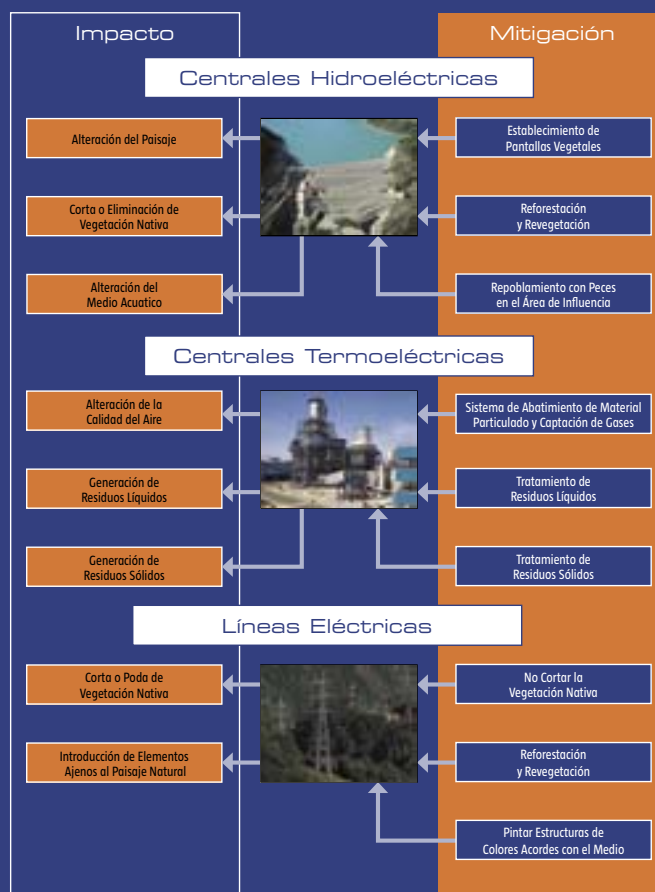 Impacto
Mitigación
Centrales Hidroeléctricas
Alteración del Paisaje
Establecimiento de
Pantallas Vegetales
Corta o Eliminación de
Vegetación Nativa
Reforestación
y Revegetación
Alteración del
Medio Acuatico
Repoblamiento con Peces
en el Área de Influencia
Centrales Termoeléctricas
Alteración de la
Calidad del Aire
Sistema de Abatimiento de Material
Particulado y Captación de Gases
Generación de
Residuos Líquidos
Tratamiento de
Residuos Líquidos
Generación de
Residuos Sólidos
Tratamiento de
Residuos Sólidos
Líneas Eléctricas
Corta o Poda de
Vegetación Nativa
No Cortar la
Vegetación Nativa
Introducción de Elementos
Ajenos al Paisaje Natural
Reforestación
y Revegetación
Pintar Estructuras de
Colores Acordes con el Medio